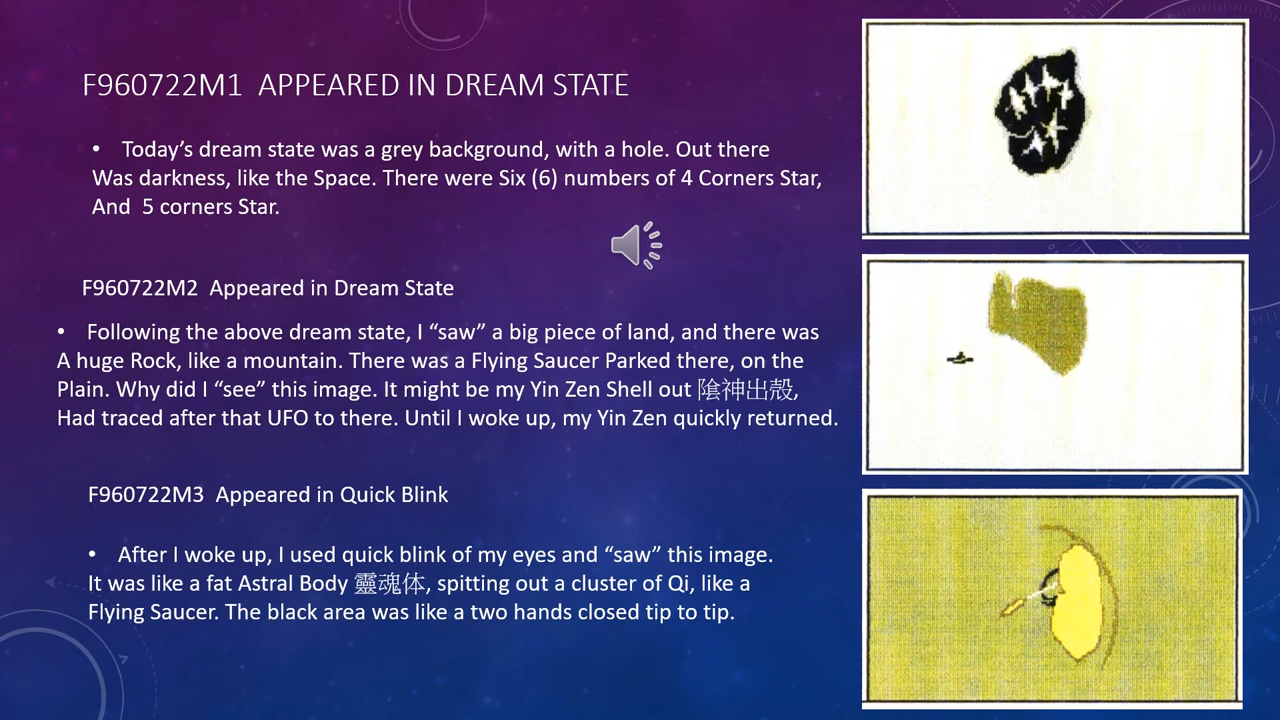 F960722M1 APPEARED IN DREAM STATE
• Today’s dream state was a grey background, with a hole. Out there
Was darkness, like the Space. There were Six (6) numbers of 4 Corners Star,
And 5 corners Star.
F960722M2 Appeared in Dream State
• Following the above dream state, I “saw” a big piece of land, and there was
A huge Rock, like a mountain. There was a Flying Saucer Parked there, on the
Plain. Why did I “see” this image. It might be my Yin Zen Shell out 陰神出殼,
Had traced after that UFO to there. Until I woke up, my Yin Zen quickly returned.
F960722M3 Appeared in Quick Blink
• After I woke up, I used quick blink of my eyes and “saw” this image.
It was like a fat Astral Body 靈魂体, spitting out a cluster of Qi, like a
Flying Saucer. The black area was like a two hands closed tip to tip.